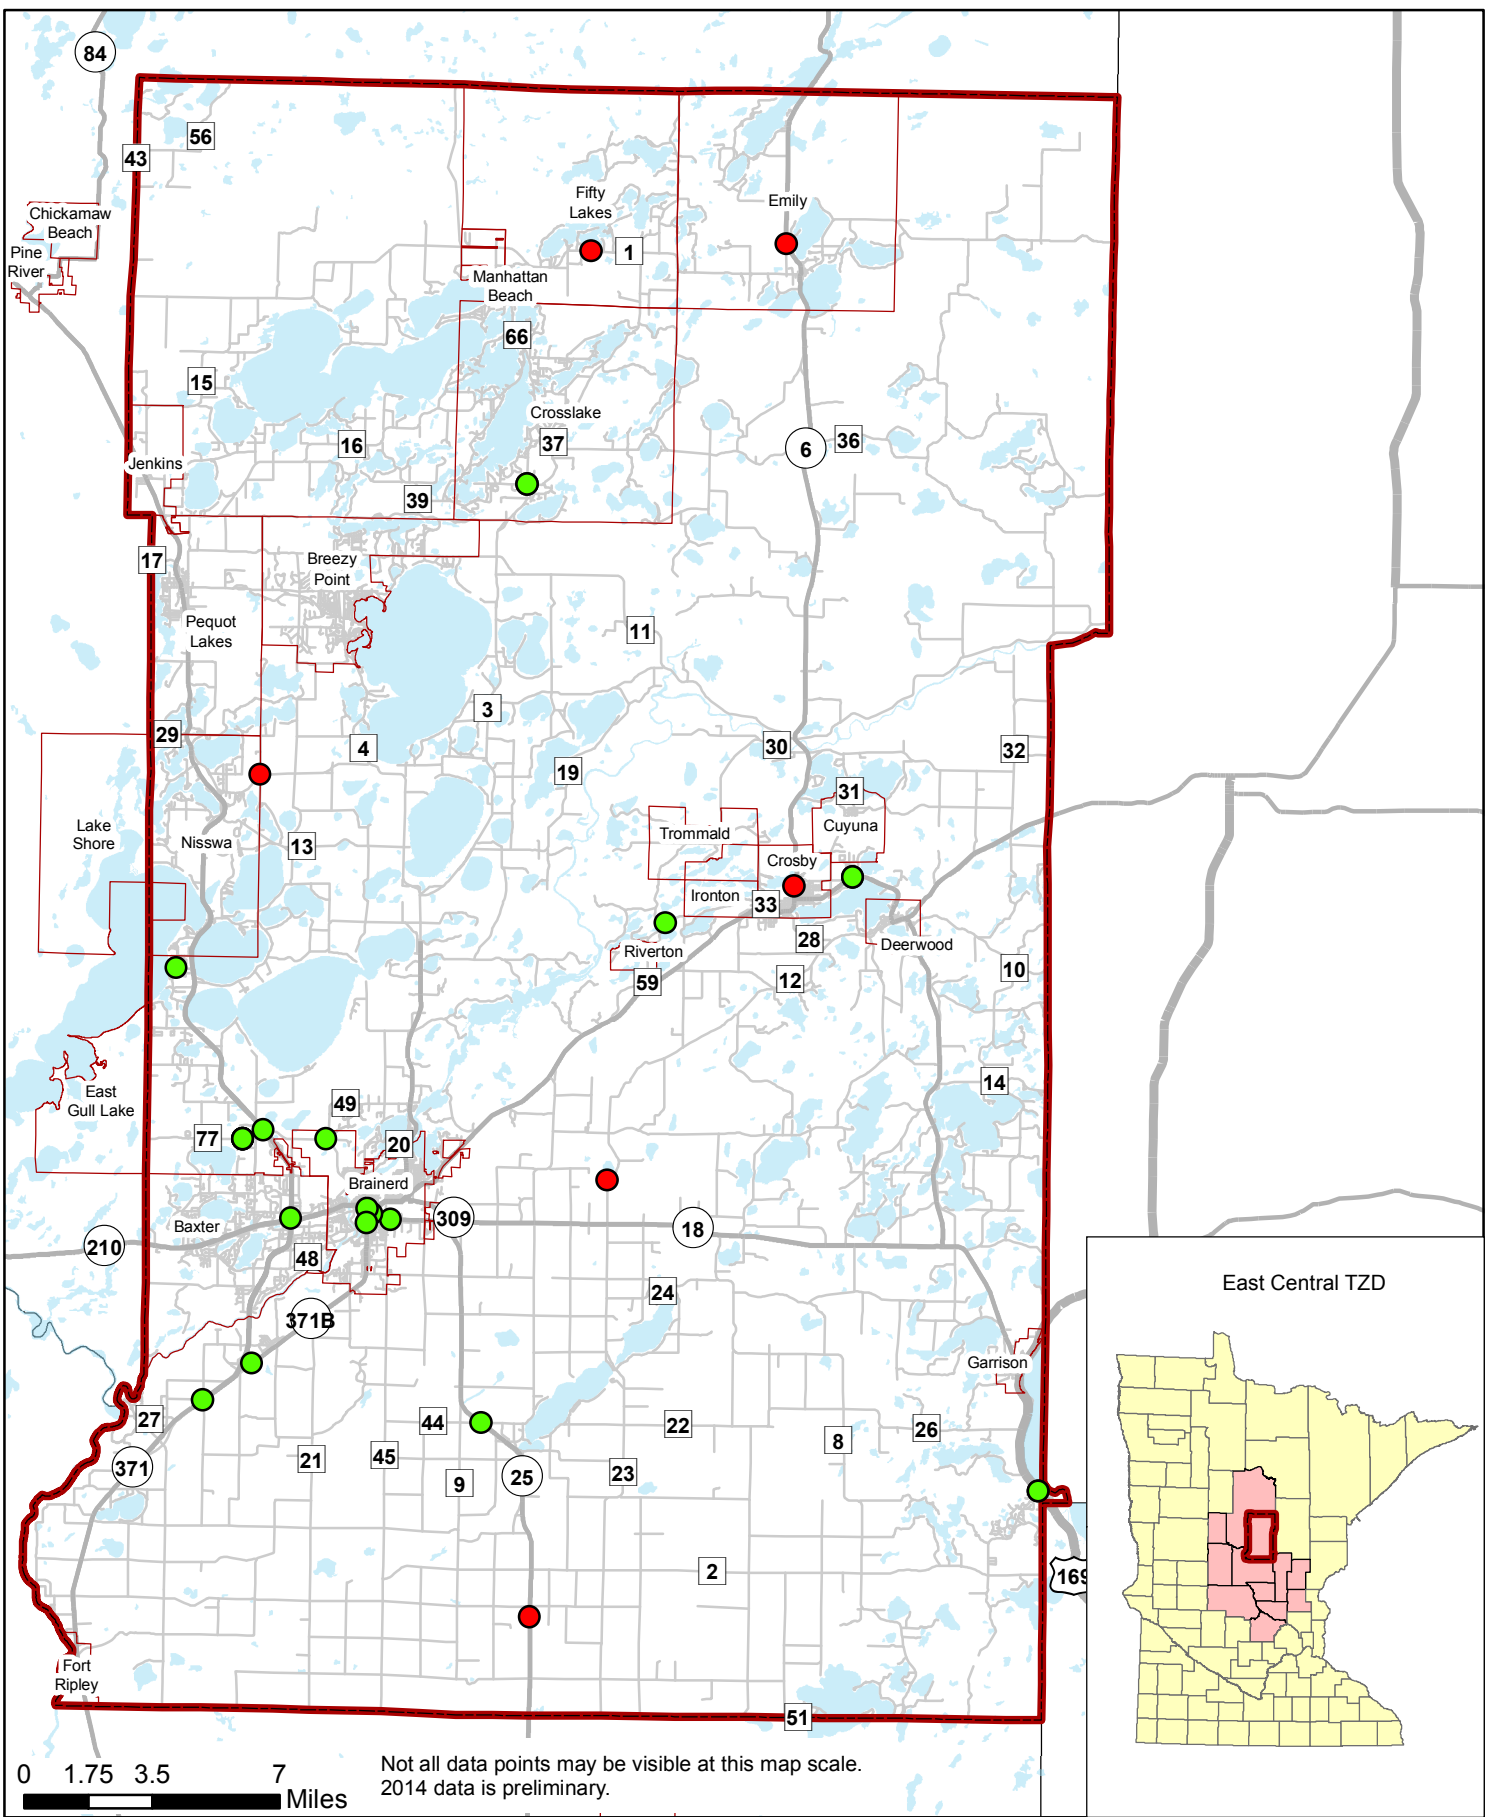 84
56
43
Chickamaw
Beach
Pine
River
Fifty
Lakes
1
Emily
Manhattan
Beach
66
15
Crosslake
16
37
6
36
Jenkins
39
17
Breezy
Point
Pequot
Lakes
11
3
29
4
30
32
19
31
Lake
Shore
Nisswa
13
Trommald
Cuyuna
Crosby
Ironton
33
Riverton
28
Deerwood
59
12
10
East
Gull Lake
14
49
77
20
Brainerd
Baxter
309
18
210
48
24
371B
Garrison
27
44
22
8
26
371
21
45
9
25
23
2
169
Fort
Ripley
51
East Central TZD
0 1.75 3.5 7
Miles
Not all data points may be visible at this map scale.
2014 data is preliminary.